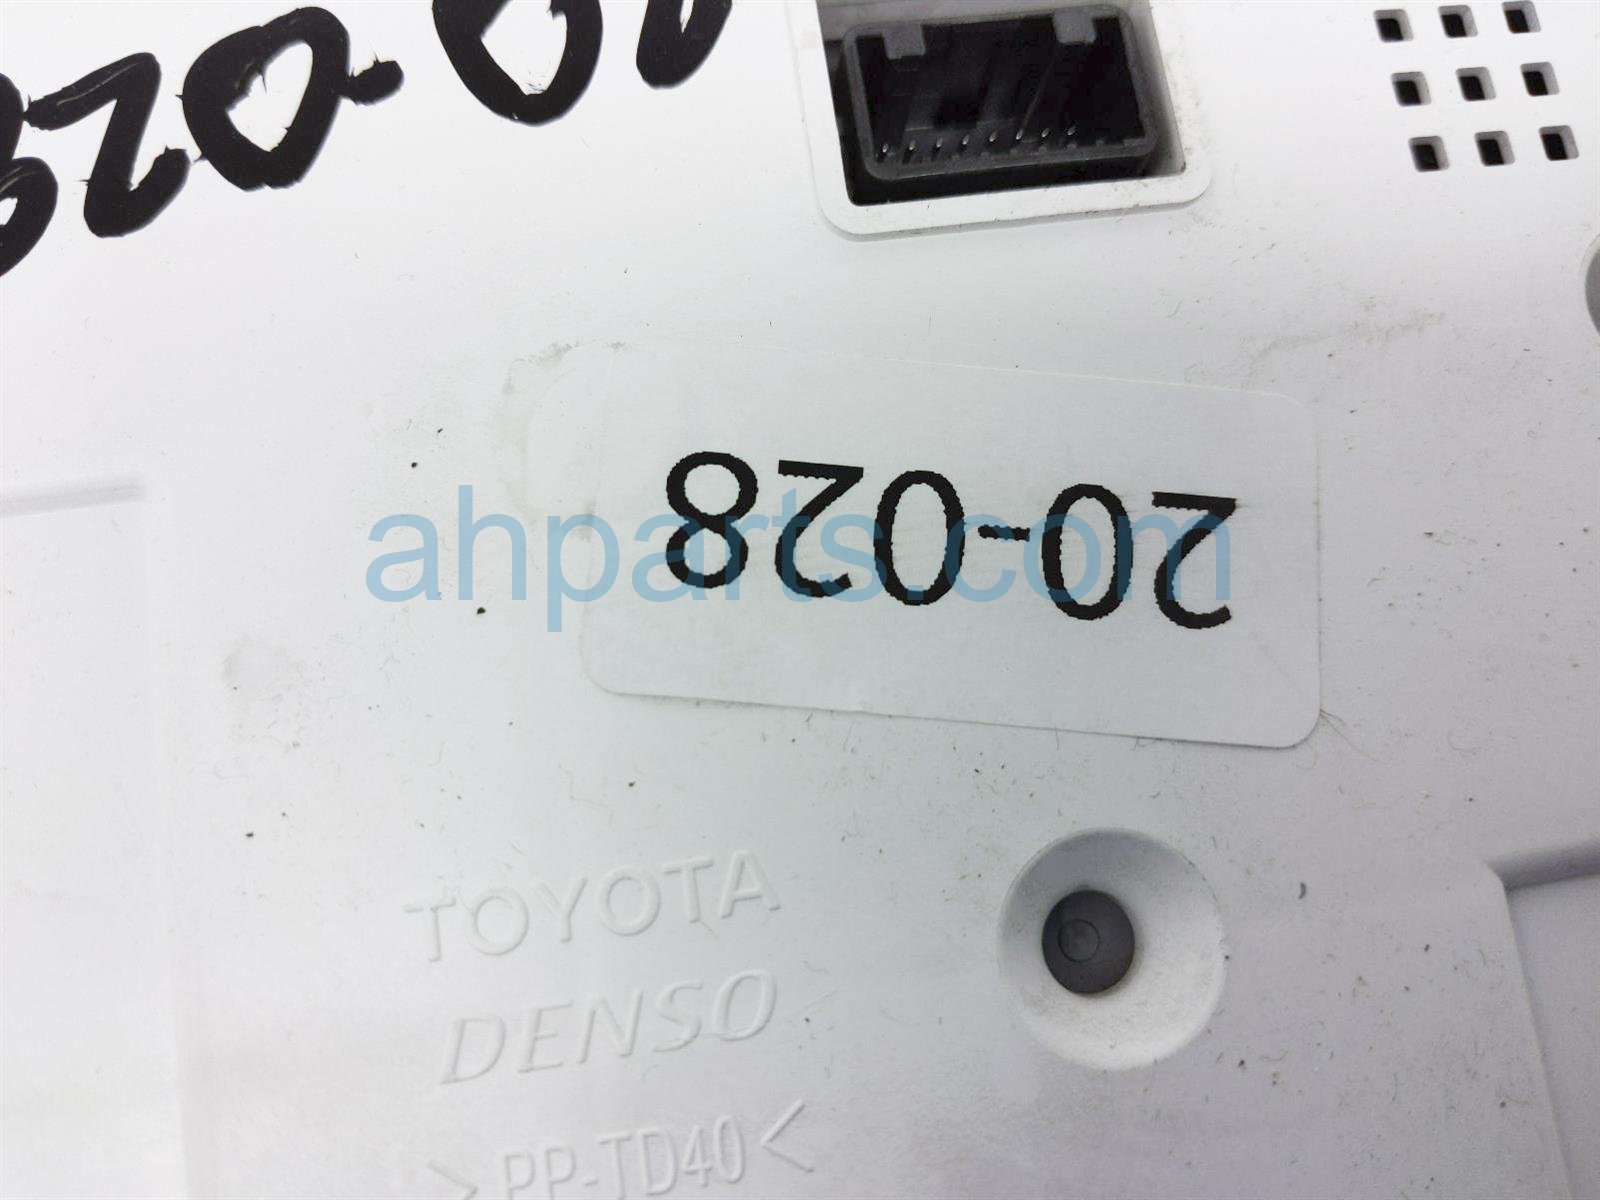 20-028
20-028
ahparts.com
TOYOTA
DENSO
>PP-TD40<